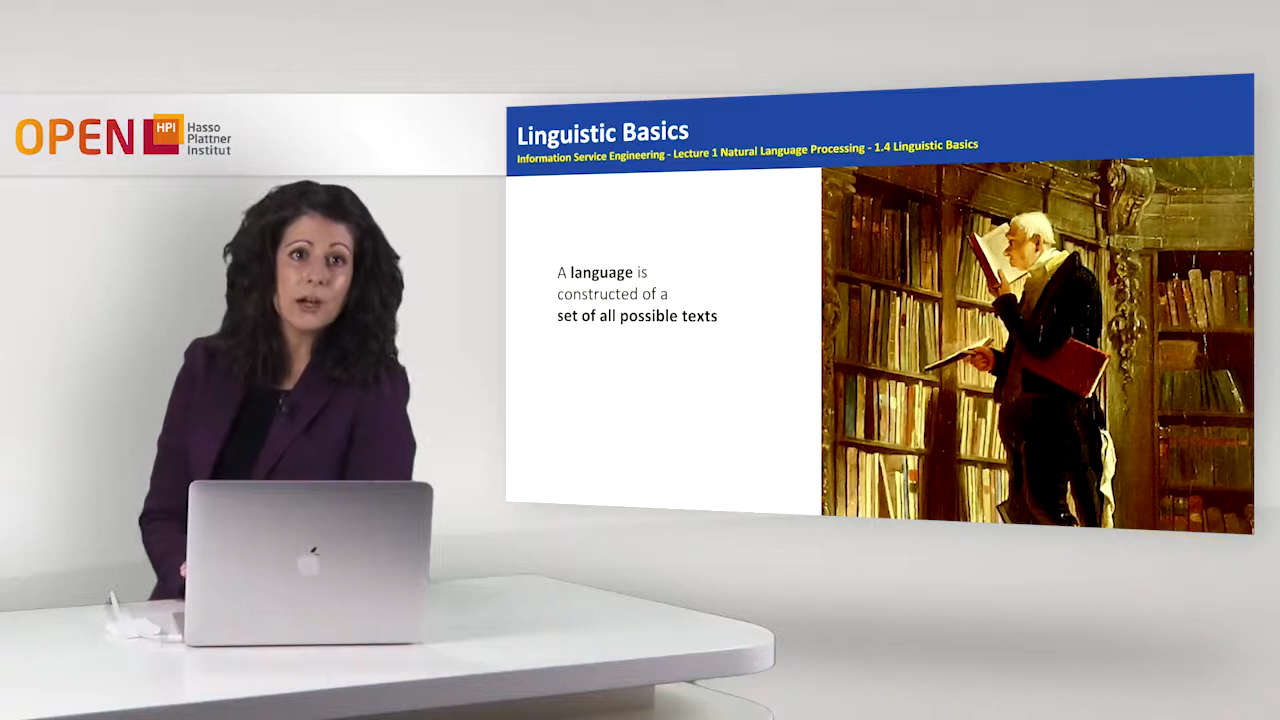 OPEN HPI Hasso
Plattner
Institut
Linguistic Basics
Information Service Engineering - Lecture 1 Natural Language Processing - 1.4 Linguistic Basics
A language is
constructed of a
set of all possible texts